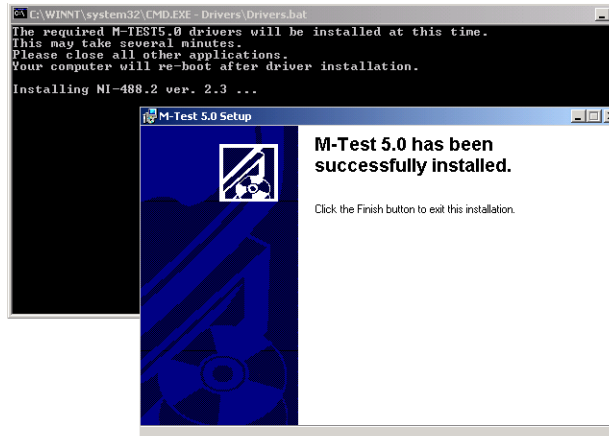 C:\WINNT\system32\CMD.EXE - Drivers\Drivers.bat
The required M-TEST5.0 drivers will be installed at this time.
This may take several minutes.
Please close all other applications.
Your computer will re-boot after driver installation.
Installing NI-488.2 ver. 2.3 ...
M-Test 5.0 Setup
M-Test 5.0 has been
successfully installed.
Click the Finish button to exit this installation.